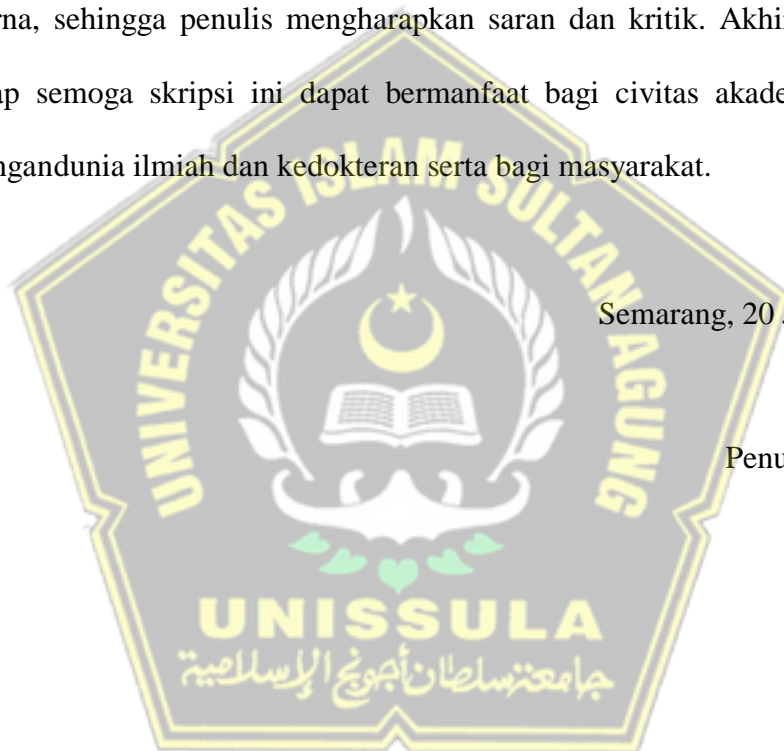 rna, sehingga penulis mengharapkan saran dan kritik. Akhi
ap semoga skripsi ini dapat bermanfaat bagi civitas akade
ngandunia ilmiah dan kedokteran serta bagi masyarakat.
UNIVERSITAS ISLAM SULTAN AGUNG
Semarang, 20
Penu
UNISSULA
جامعة سلطان أجونج الإسلامية